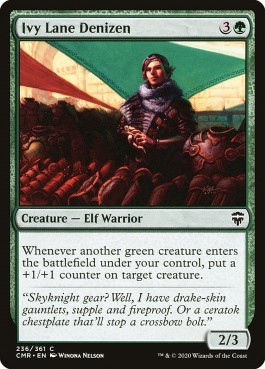 Ivy Lane Denizen 3
Creature — Elf Warrior
Whenever another green creature enters
the battlefield under your control, put a
+1/+1 counter on target creature.
"Skyknight gear? Well, I have drake-skin
gauntlets, supple and fireproof. Or a ceratok
chestplate that'll stop a crossbow bolt."
2/3
236/361 C
CMR • EN Winona Nelson
™ & © 2020 Wizards of the Coast